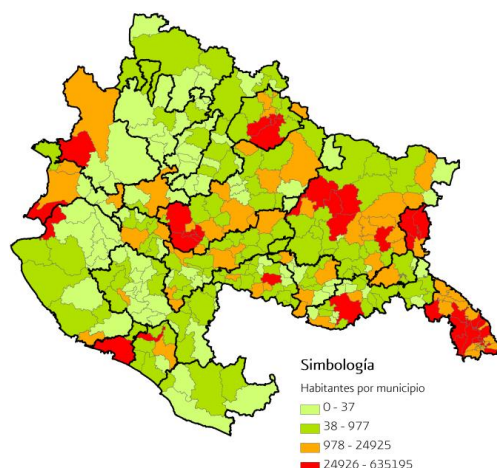 Simbología
Habitantes por municipio
0 - 37
38 - 977
978 - 24925
24926 - 635195